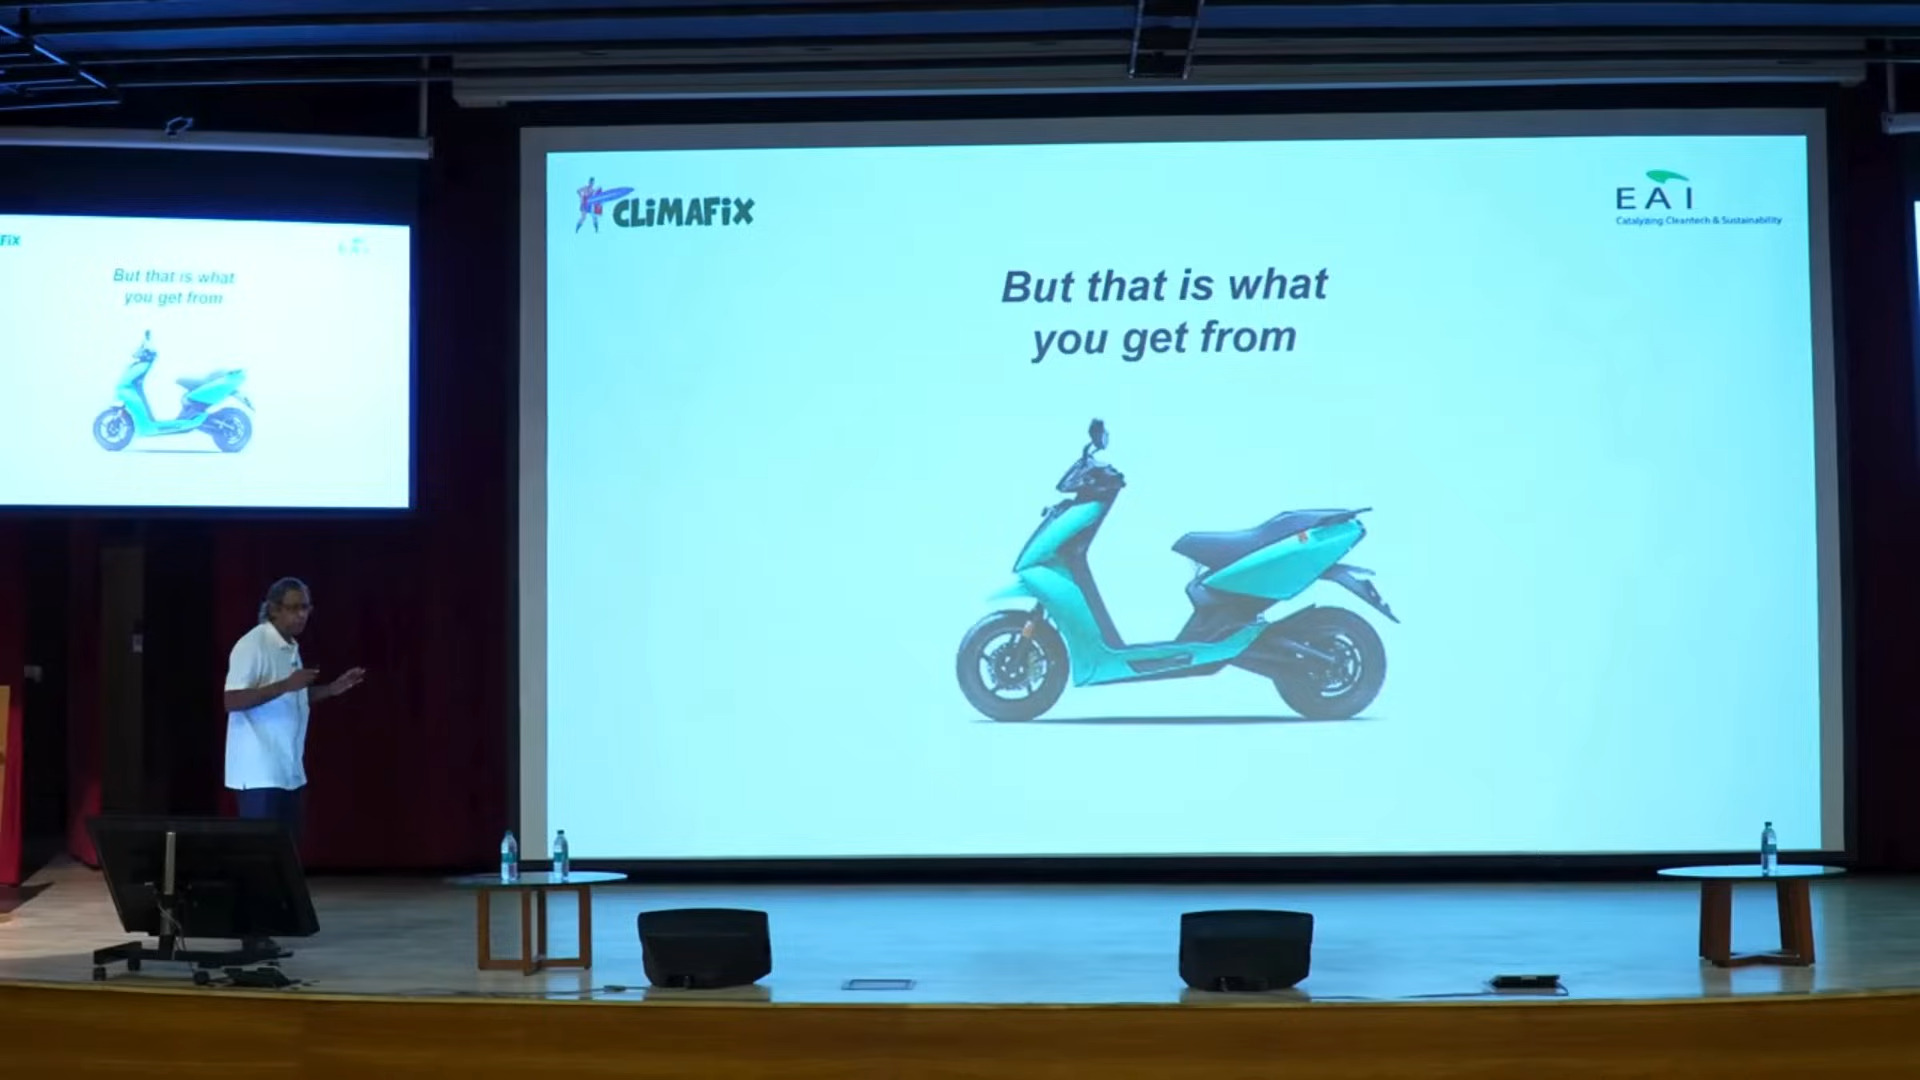 CLiMAFiX
EAI
Catalyzing Cleantech & Sustainability
But that is what
you get from
FiX
But that is what
you get from